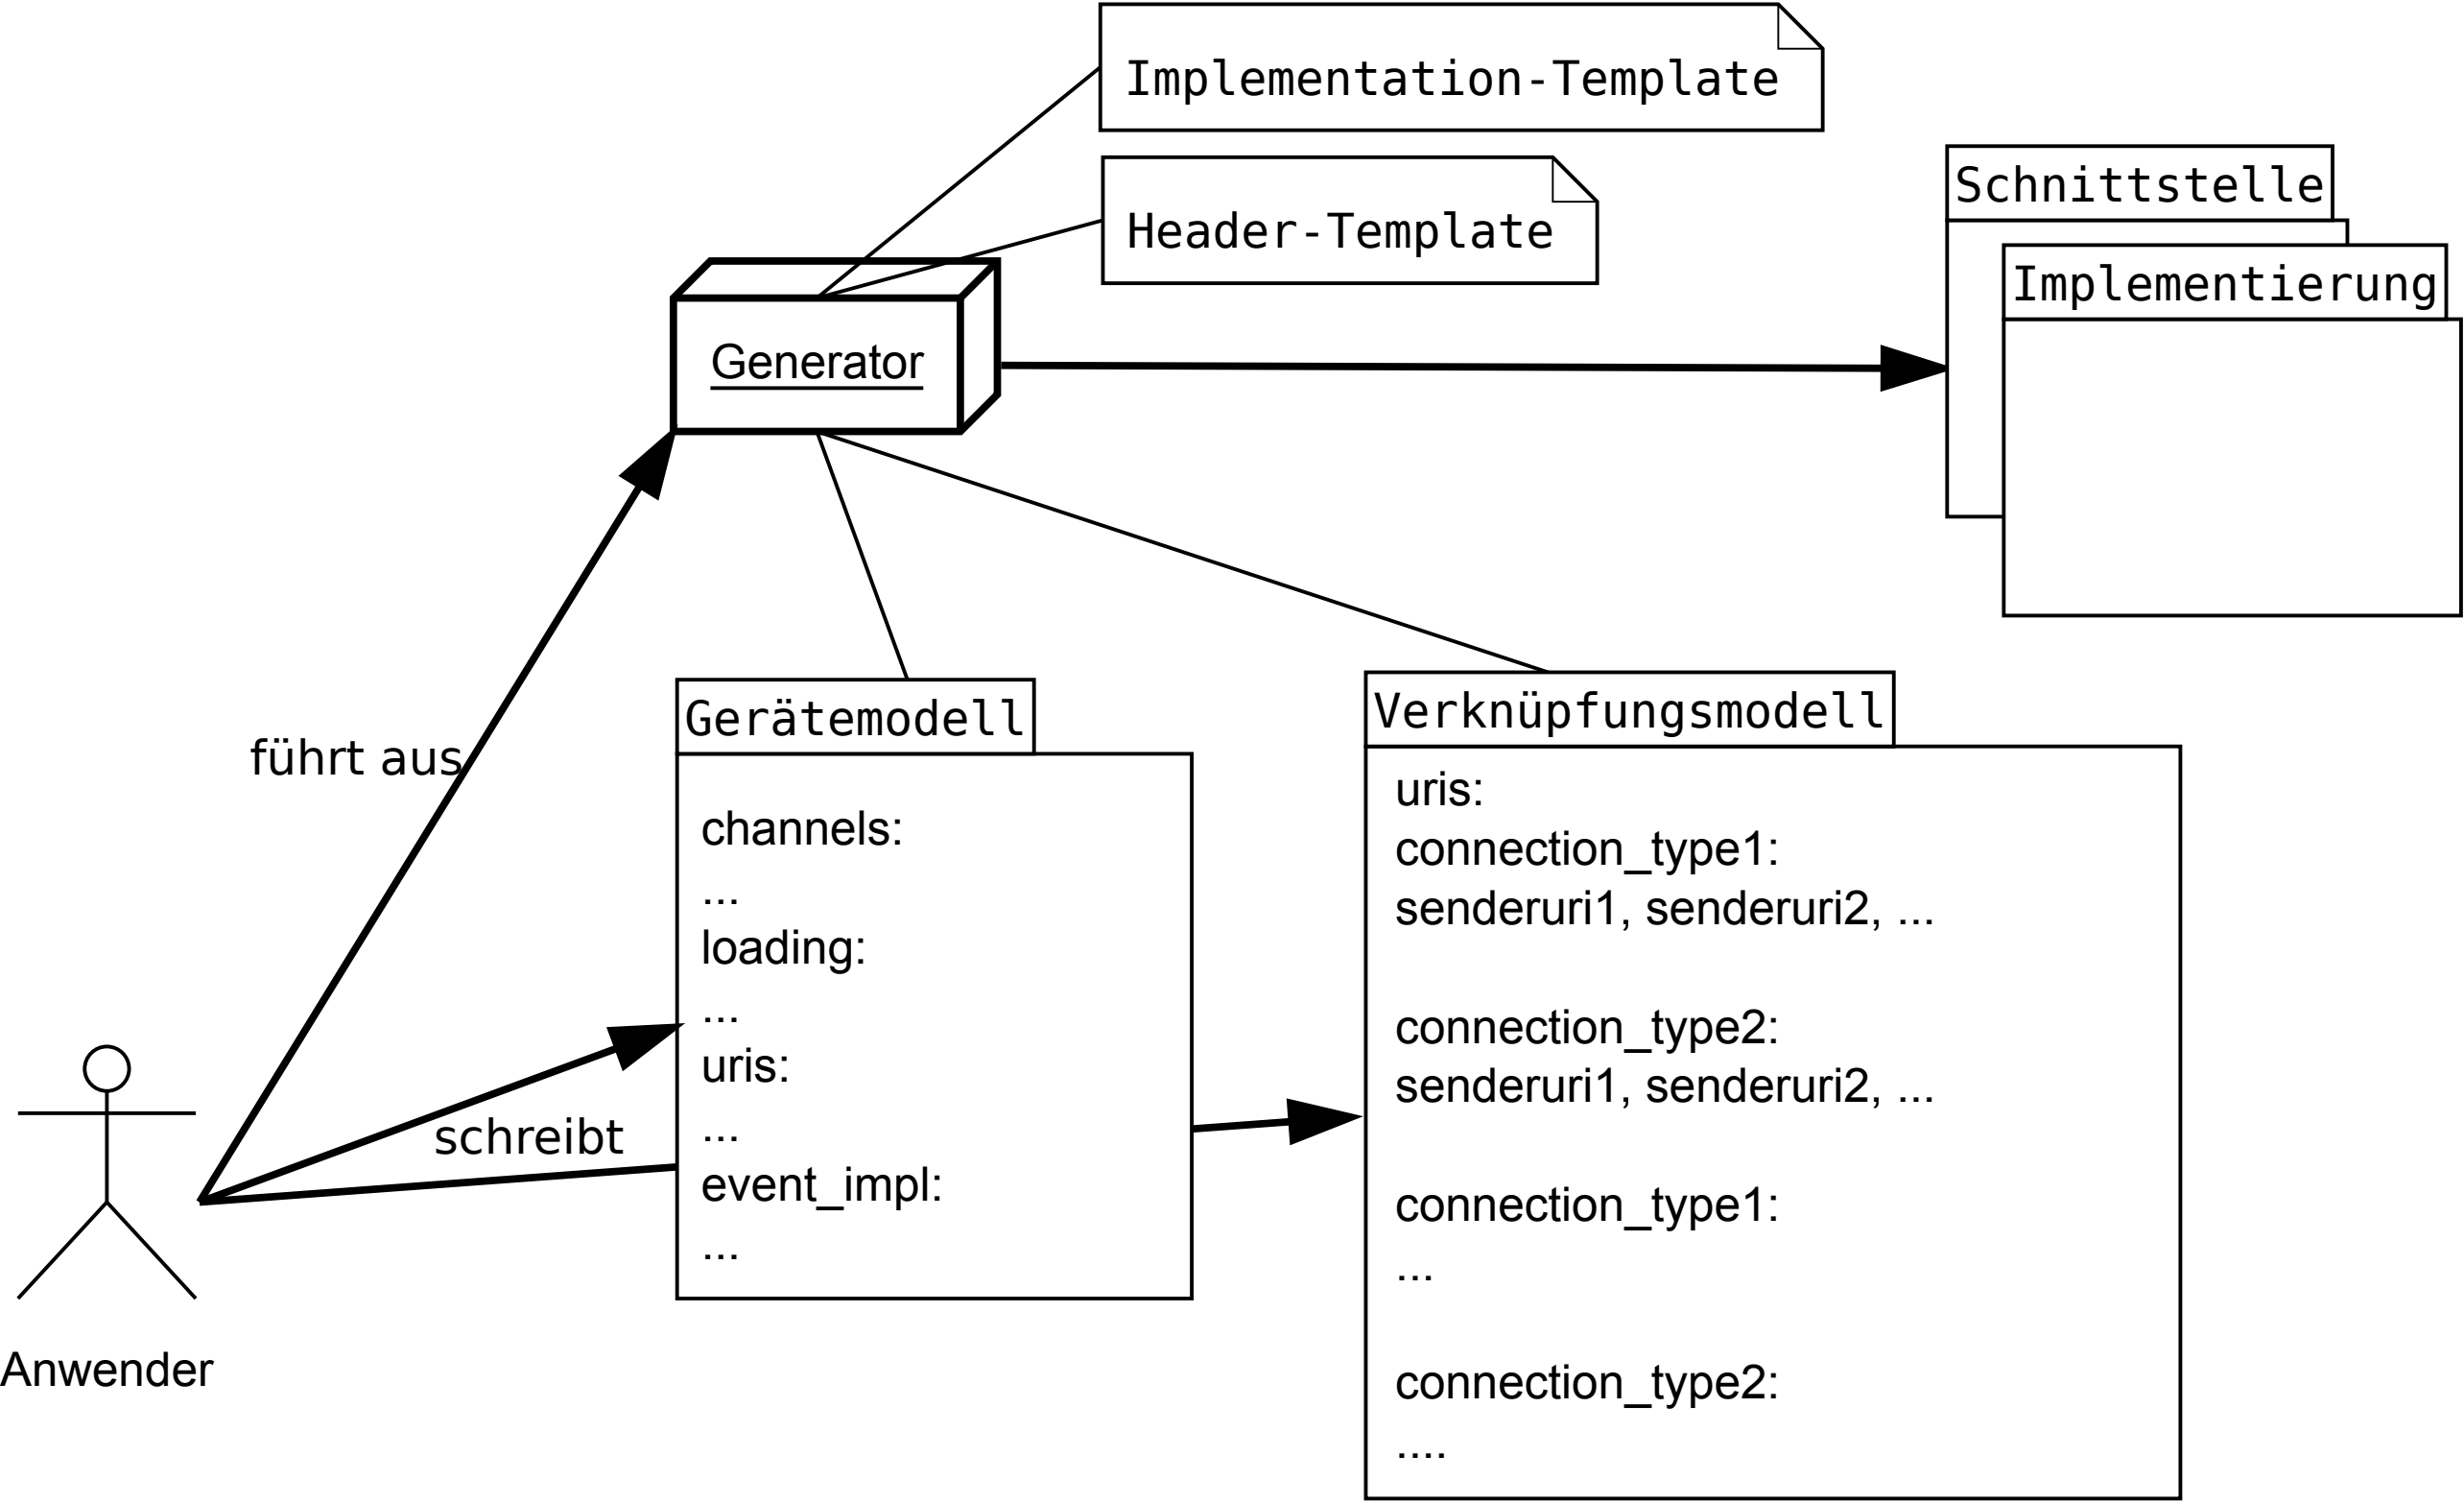 Implementation-Template
Header-Template
Schnittstelle
Implementierung
Generator
führt aus
schreibt
Anwender
Gerätemodell
channels:
...
loading:
...
uris:
...
event_impl:
...
Verknüpfungsmodell
uris:
connection_type1:
senderuri1, senderuri2, ...
connection_type2:
senderuri1, senderuri2, ...
connection_type1:
...
connection_type2:
....